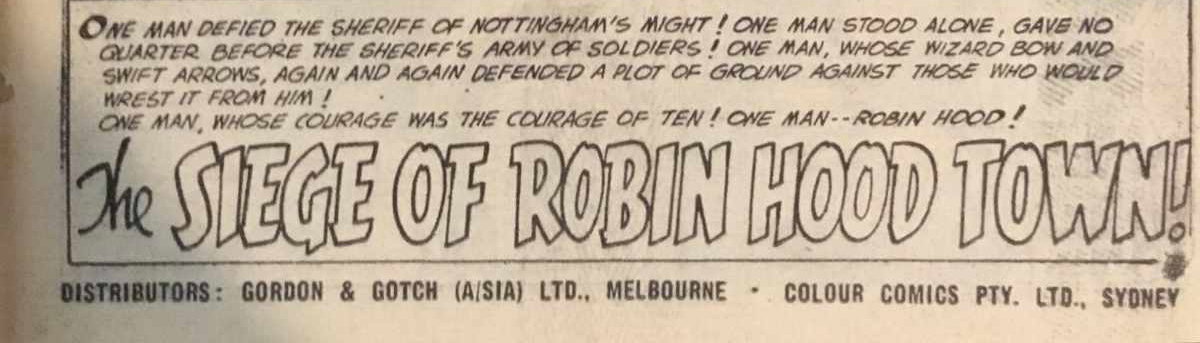 ONE MAN DEFIED THE SHERIFF OF NOTTINGHAM'S MIGHT! ONE MAN STOOD ALONE, GAVE NO
QUARTER BEFORE THE SHERIFF'S ARMY OF SOLDIERS! ONE MAN, WHOSE WIZARD BOW AND
SWIFT ARROWS, AGAIN AND AGAIN DEFENDED A PLOT OF GROUND AGAINST THOSE WHO WOULD
WREST IT FROM HIM!
ONE MAN, WHOSE COURAGE WAS THE COURAGE OF TEN! ONE MAN--ROBIN HOOD!
The SIEGE OF ROBIN HOOD TOWN!
DISTRIBUTORS: GORDON & GOTCH (A/SIA) LTD., MELBOURNE • COLOUR COMICS PTY. LTD., SYDNEY